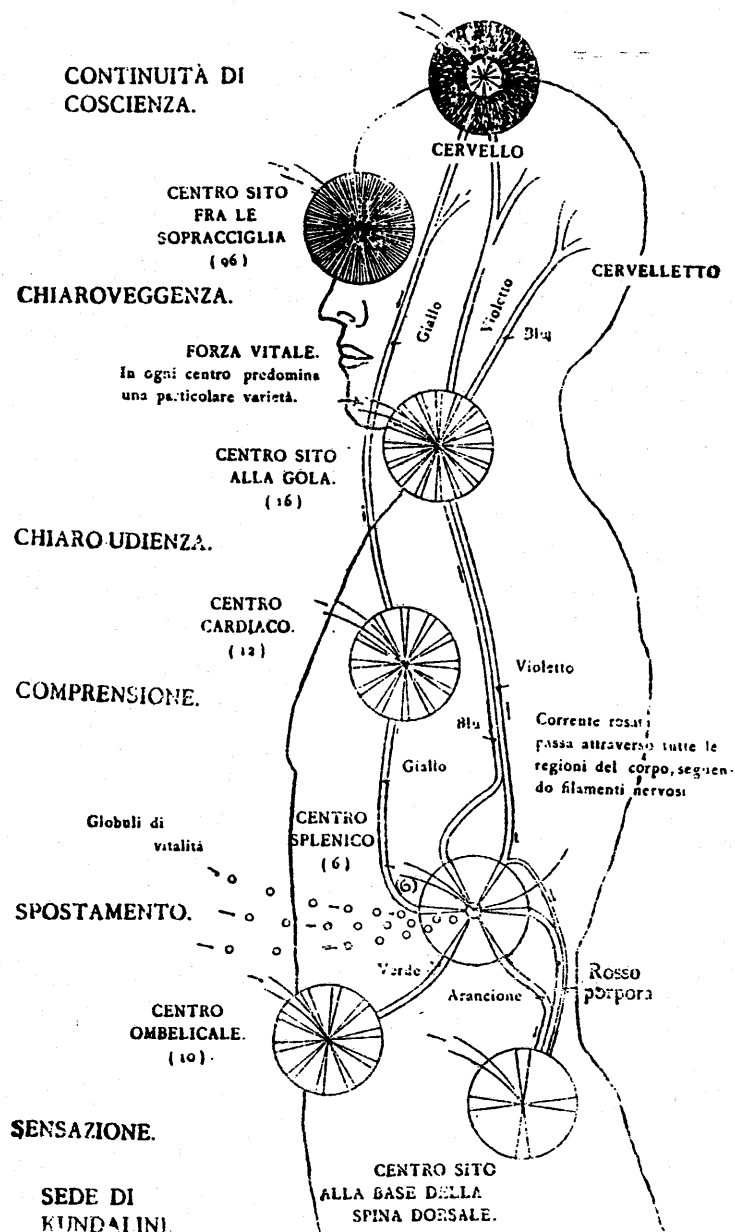 CONTINUITÀ DI
COSCIENZA.
CERVELLO
CENTRO SITO
FRA LE
SOPRACCIGLIA
(96)
CERVELLETTO
CHIAROVEGGENZA.
Giallo
Violetto
Blu
FORZA VITALE.
In ogni centro predomina
una particolare varietà.
CENTRO SITO
ALLA GOLA.
(16)
CHIARO UDIENZA.
CENTRO
CARDIACO.
(12)
COMPRENSIONE.
Violetto
Blu
Corrente rosata
passa attraverso tutte le
regioni del corpo, seguen-
do filamenti nervosi
Giallo
Globuli di
vitalità
CENTRO
SPLENICO
(6)
(6)
SPOSTAMENTO.
Verde
Arancione
Rosso
porpora
CENTRO
OMBELICALE.
(10).
SENSAZIONE.
CENTRO SITO
ALLA BASE DELLA
SPINA DORSALE.
SEDE DI
KUNDALINI.